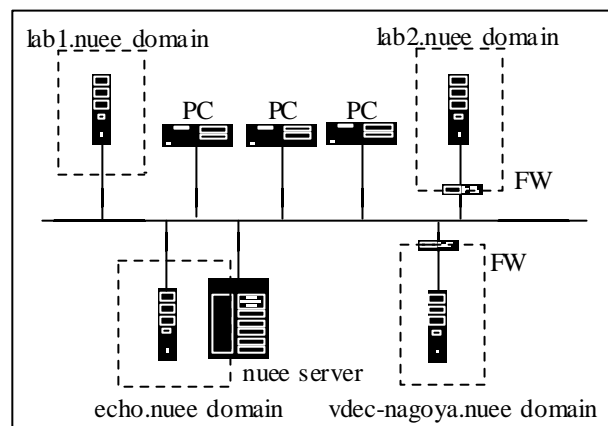 lab1.nuee domain
lab2.nuee domain
PC
PC
PC
FW
FW
nuee server
echo.nuee domain
vdec-nagoya.nuee domain